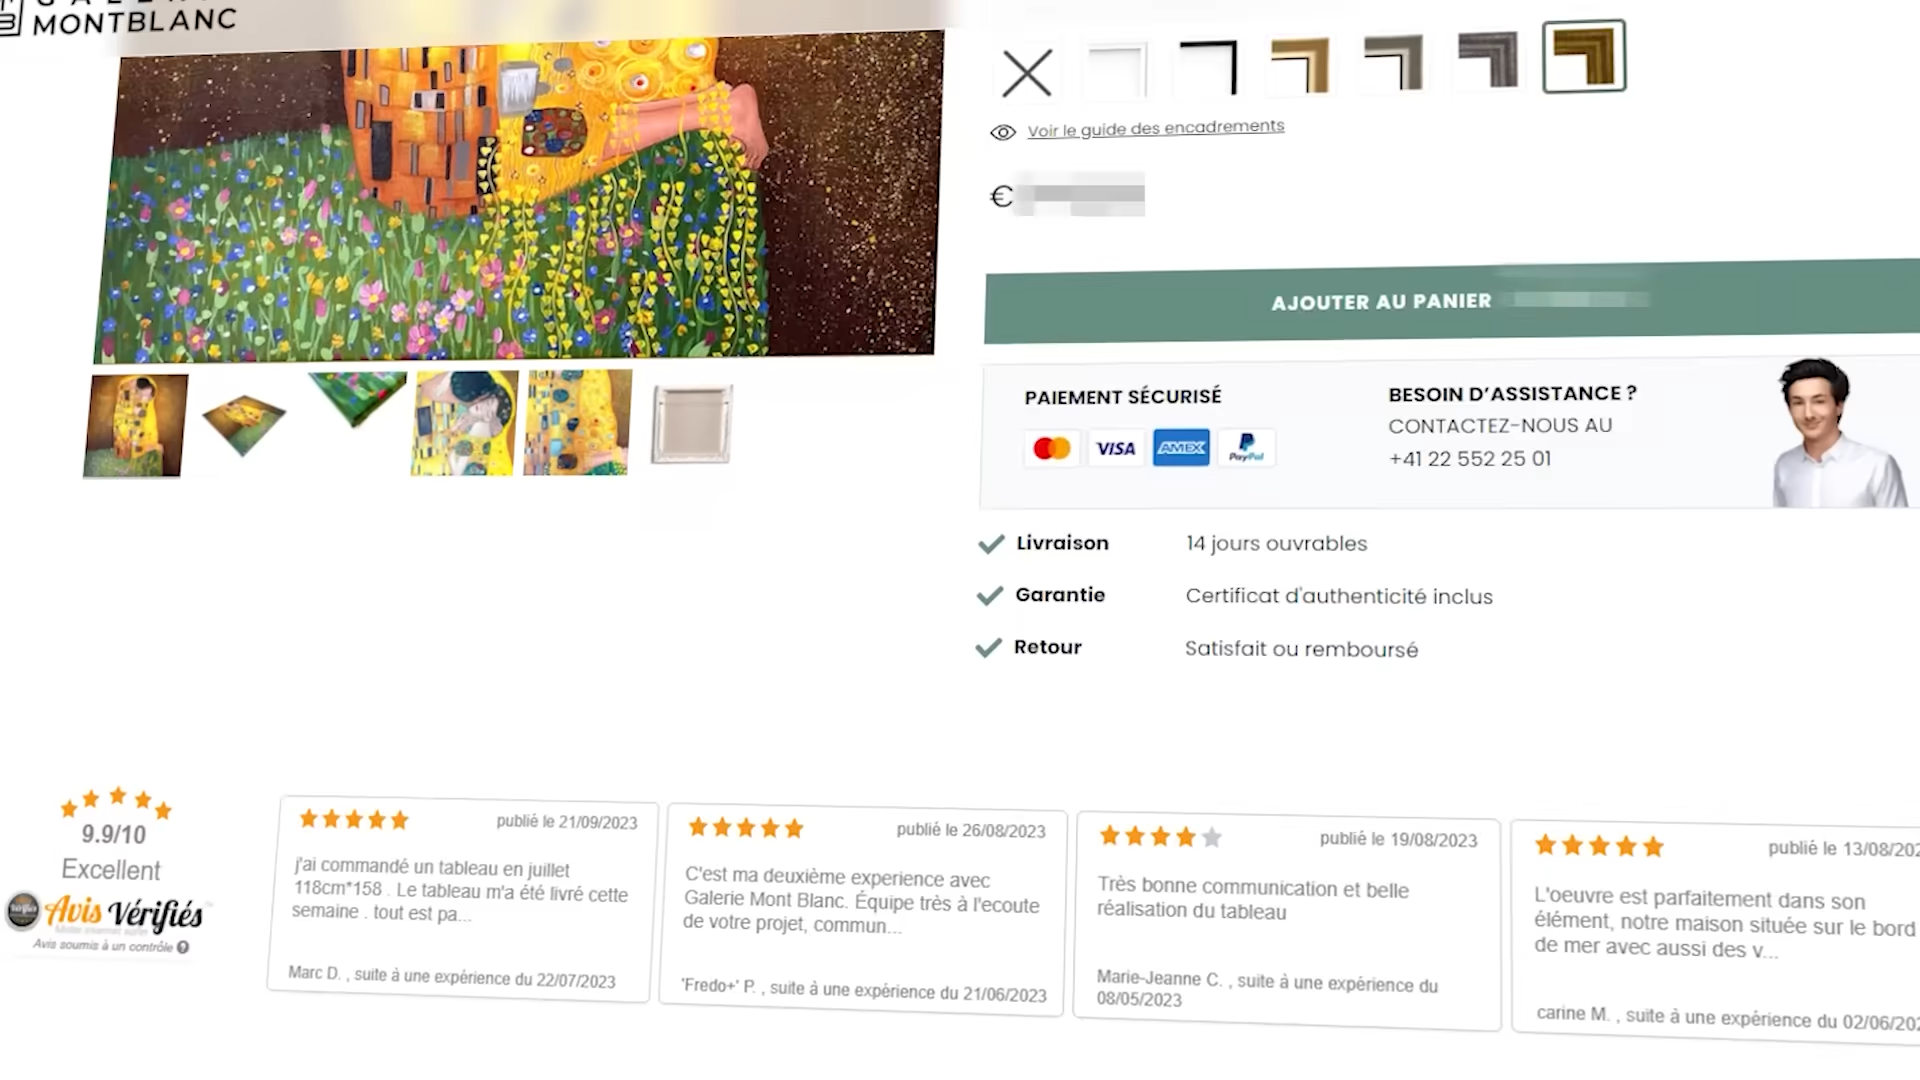 MONTBLANC
Voir le guide des encadrements
€
AJOUTER AU PANIER
PAIEMENT SÉCURISÉ
VISA
AMEX
PayPal
BESOIN D'ASSISTANCE ?
CONTACTEZ-NOUS AU
+41 22 552 25 01
Livraison 14 jours ouvrables
Garantie Certificat d'authenticité inclus
Retour Satisfait ou remboursé
9.9/10
Excellent
Avis Vérifiés
Avis soumis à un contrôle ?
publié le 21/09/2023
j'ai commandé un tableau en juillet
118cm*158 . Le tableau m'a été livré cette
semaine . tout est pa...
Marc D. , suite à une expérience du 22/07/2023
publié le 26/08/2023
C'est ma deuxième experience avec
Galerie Mont Blanc. Équipe très à l'ecoute
de votre projet, commun...
'Fredo+' P. , suite à une expérience du 21/06/2023
publié le 19/08/2023
Très bonne communication et belle
réalisation du tableau
Marie-Jeanne C. , suite à une expérience du
08/05/2023
publié le 13/08/202
L'oeuvre est parfaitement dans son
élément, notre maison située sur le bord
de mer avec aussi des v...
carine M. , suite à une expérience du 02/06/202